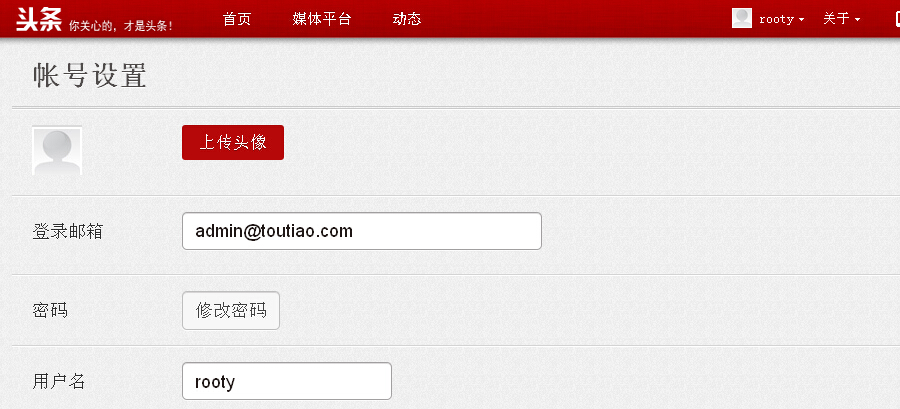 头条 你关心的，才是头条！ 首页 媒体平台 动态 rooty 关于
帐号设置
上传头像
登录邮箱 admin@toutiao.com
密码 修改密码
用户名 rooty